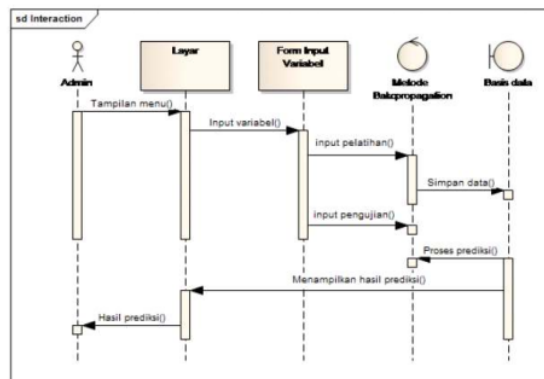 sd Interaction
Admin
Layar
Form Input
Variabel
Metode
Bakcpropagation
Basis data
Tampilan menu()
Input variabel()
input pelatihan()
Simpan data()
input pengujian()
Proses prediksi()
Menampilkan hasil prediksi()
Hasil prediksi()